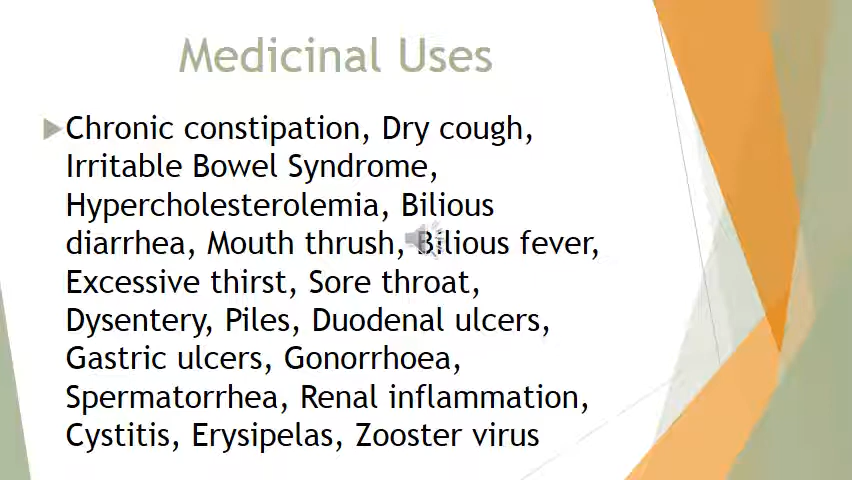 Medicinal Uses
Chronic constipation, Dry cough,
Irritable Bowel Syndrome,
Hypercholesterolemia, Bilious
diarrhea, Mouth thrush, Bilious fever,
Excessive thirst, Sore throat,
Dysentery, Piles, Duodenal ulcers,
Gastric ulcers, Gonorrhoea,
Spermatorrhea, Renal inflammation,
Cystitis, Erysipelas, Zooster virus